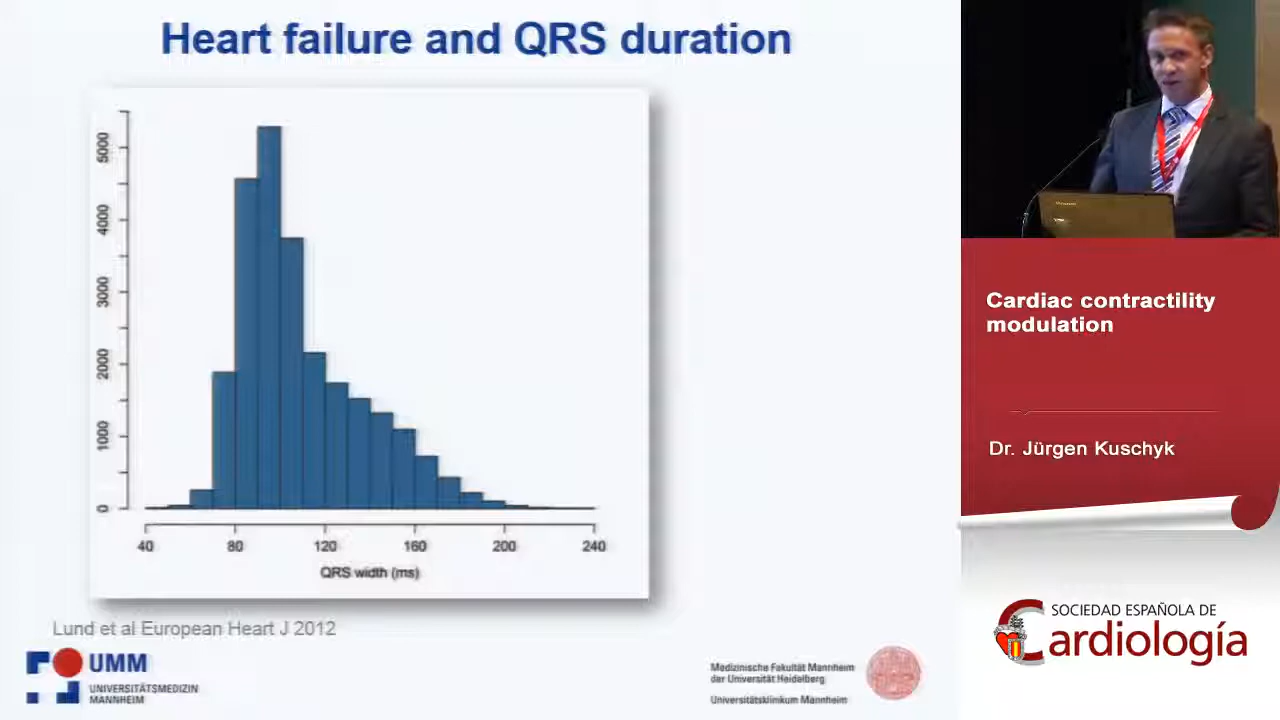 Heart failure and QRS duration
5000
4000
3000
2000
1000
0
40 80 120 160 200 240
QRS width (ms)
Lund et al European Heart J 2012
UMM
UNIVERSITÄTSMEDIZIN
MANNHEIM
Medizinische Fakultät Mannheim
der Universität Heidelberg
Universitätsklinikum Mannheim
Cardiac contractility
modulation
Dr. Jürgen Kuschyk
SOCIEDAD ESPAÑOLA DE
Cardiología